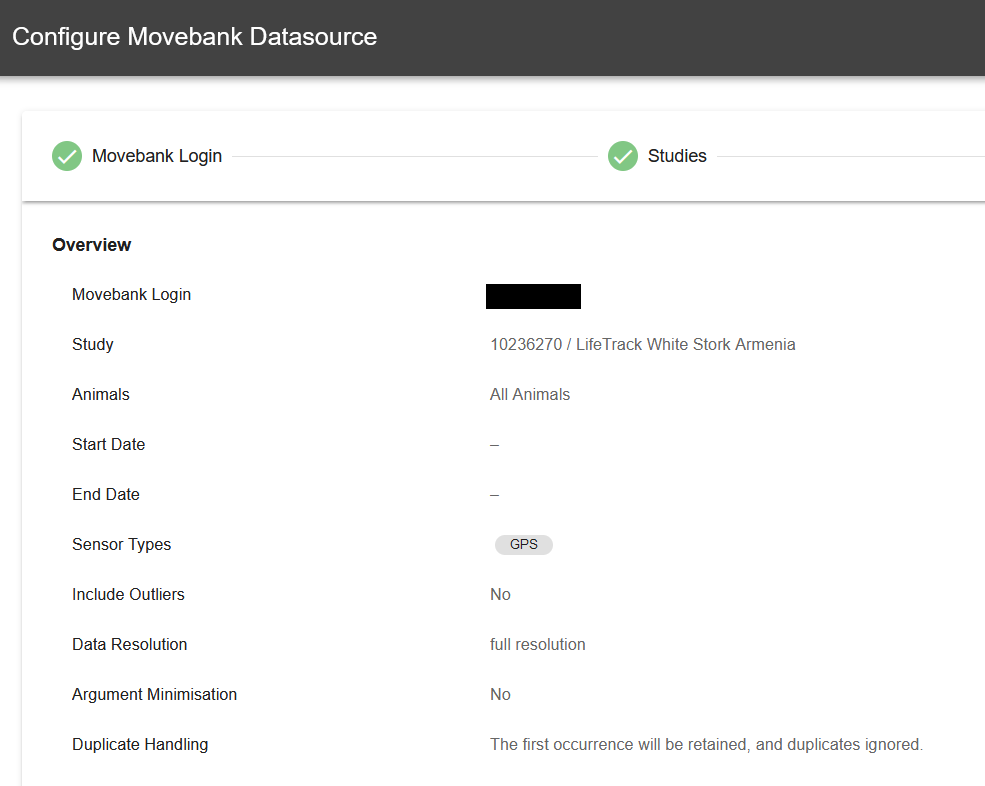 Configure Movebank Datasource
Movebank Login
Studies
Overview
Movebank Login
Study
10236270 / LifeTrack White Stork Armenia
Animals
All Animals
Start Date
–
End Date
–
Sensor Types
GPS
Include Outliers
No
Data Resolution
full resolution
Argument Minimisation
No
Duplicate Handling
The first occurrence will be retained, and duplicates ignored.